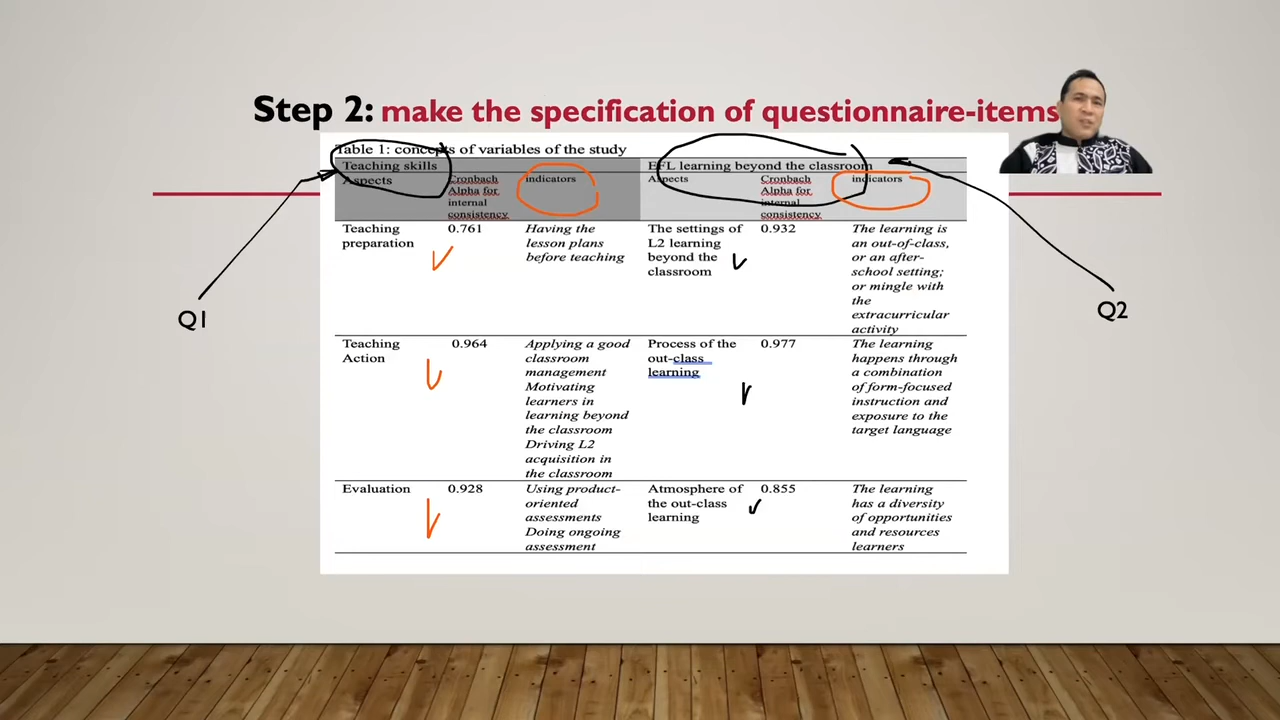 Step 2: make the specification of questionnaire-items
Table 1: concepts of variables of the study
Teaching skills
EFL learning beyond the classroom
Aspects
Cronbach
Alpha for
internal
consistency
indicators
Aspects
Cronbach
Alpha for
internal
consistency
indicators
Teaching
preparation
0.761
Having the
lesson plans
before teaching
The settings of
L2 learning
beyond the
classroom
0.932
The learning is
an out-of-class,
or an after-
school setting;
or mingle with
the
extracurricular
activity
Teaching
Action
0.964
Applying a good
classroom
management
Motivating
learners in
learning beyond
the classroom
Driving L2
acquisition in
the classroom
Process of the
out-class
learning
0.977
The learning
happens through
a combination
of form-focused
instruction and
exposure to the
target language
Evaluation
0.928
Using product-
oriented
assessments
Doing ongoing
assessment
Atmosphere of
the out-class
learning
0.855
The learning
has a diversity
of opportunities
and resources
learners
Q1
Q2